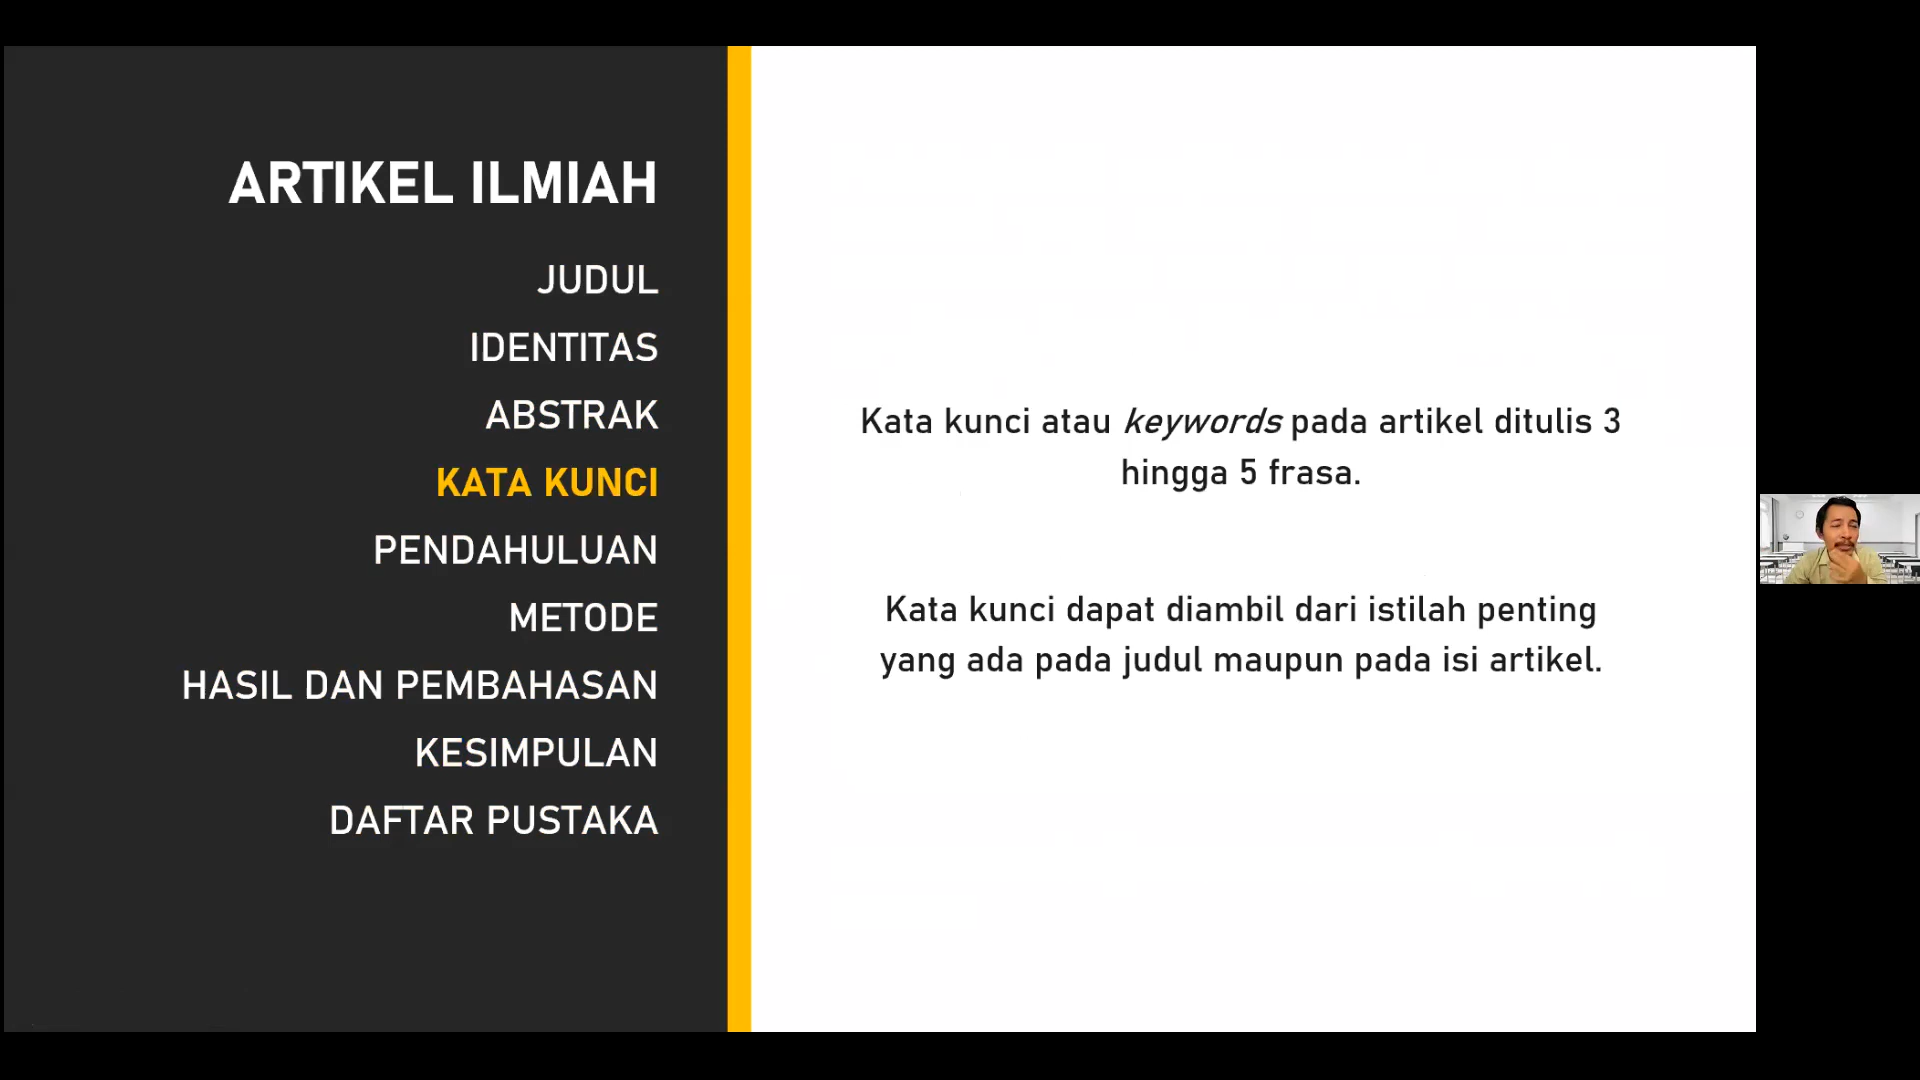 ARTIKEL ILMIAH
JUDUL
IDENTITAS
ABSTRAK
KATA KUNCI
PENDAHULUAN
METODE
HASIL DAN PEMBAHASAN
KESIMPULAN
DAFTAR PUSTAKA
Kata kunci atau keywords pada artikel ditulis 3
hingga 5 frasa.
Kata kunci dapat diambil dari istilah penting
yang ada pada judul maupun pada isi artikel.